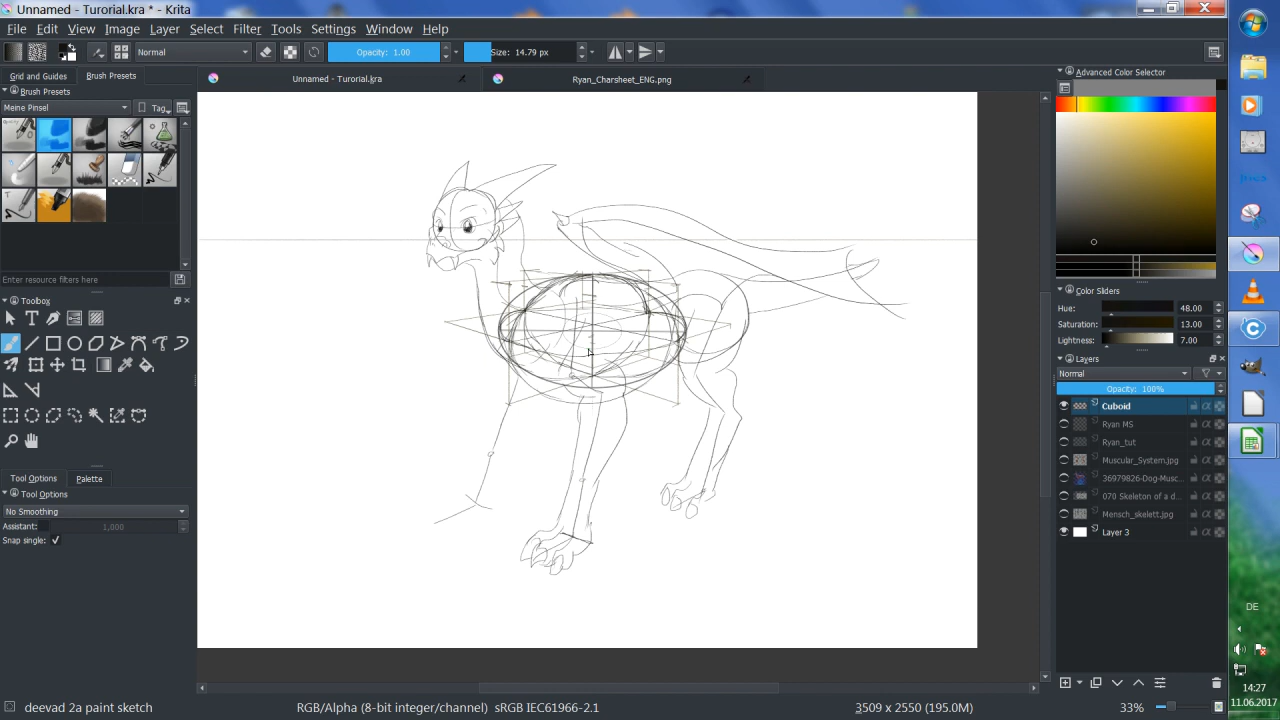 Unnamed - Turorial.kra * - Krita
File Edit View Image Layer Select Filter Tools Settings Window Help
Normal
Opacity: 1.00
Size: 14.79 px
Grid and Guides
Brush Presets
Unnamed - Turorial.kra
Ryan_Charsheet_ENG.png
Advanced Color Selector
Brush Presets
Meine Pinsel
Tag
Enter resource filters here
Toolbox
Color Sliders
Hue: 48.00
Saturation: 13.00
Lightness: 7.00
Layers
Normal
Opacity: 100%
Cuboid
Ryan MS
Ryan_tut
Muscular_System.jpg
36979826-Dog-Musc...
070 Skeleton of a d...
Mensch_skelett.jpg
Layer 3
Tool Options Palette
Tool Options
No Smoothing
Assistant: 1,000
Snap single:
DE
deevad 2a paint sketch
RGB/Alpha (8-bit integer/channel) sRGB IEC61966-2.1
3509 x 2550 (195.0M)
33%
14:27
11.06.2017